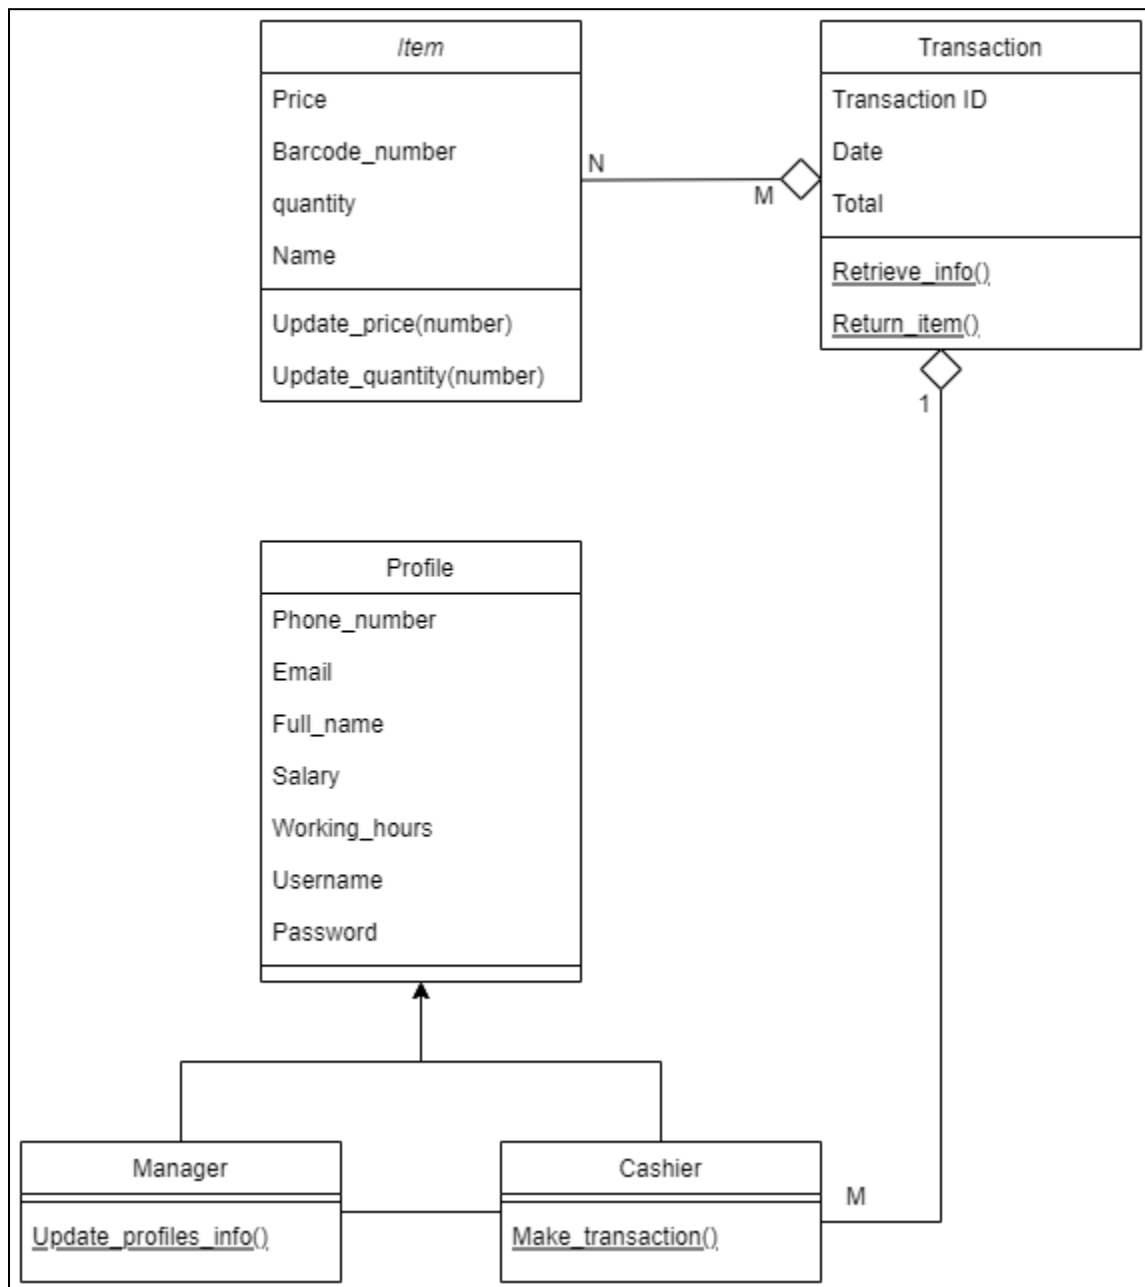 Item
Price
Barcode_number
quantity
Name
Update_price(number)
Update_quantity(number)
N
M
Transaction
Transaction ID
Date
Total
Retrieve_info()
Return_item()
1
Profile
Phone_number
Email
Full_name
Salary
Working_hours
Username
Password
Manager
Update_profiles_info()
Cashier
Make_transaction()
M